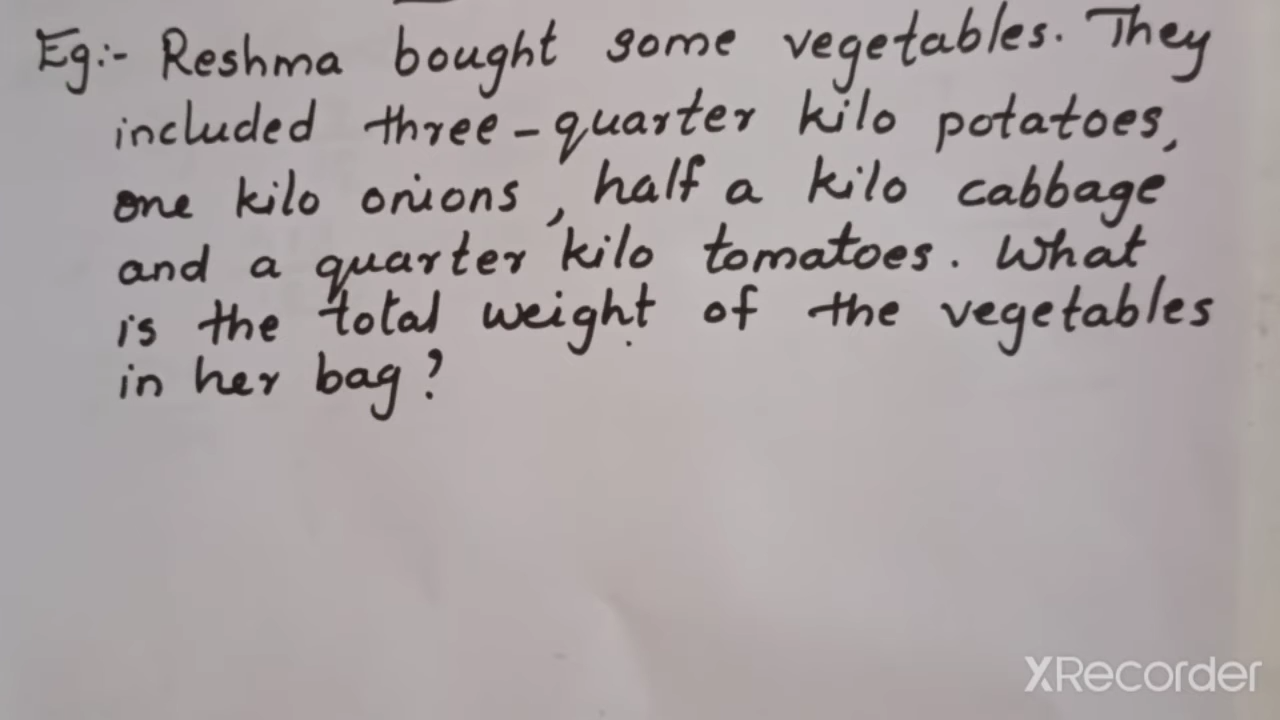 Eg:- Reshma bought some vegetables. They
included three-quarter kilo potatoes,
one kilo onions, half a kilo cabbage
and a quarter kilo tomatoes. What
is the total weight of the vegetables
in her bag?
XRecorder